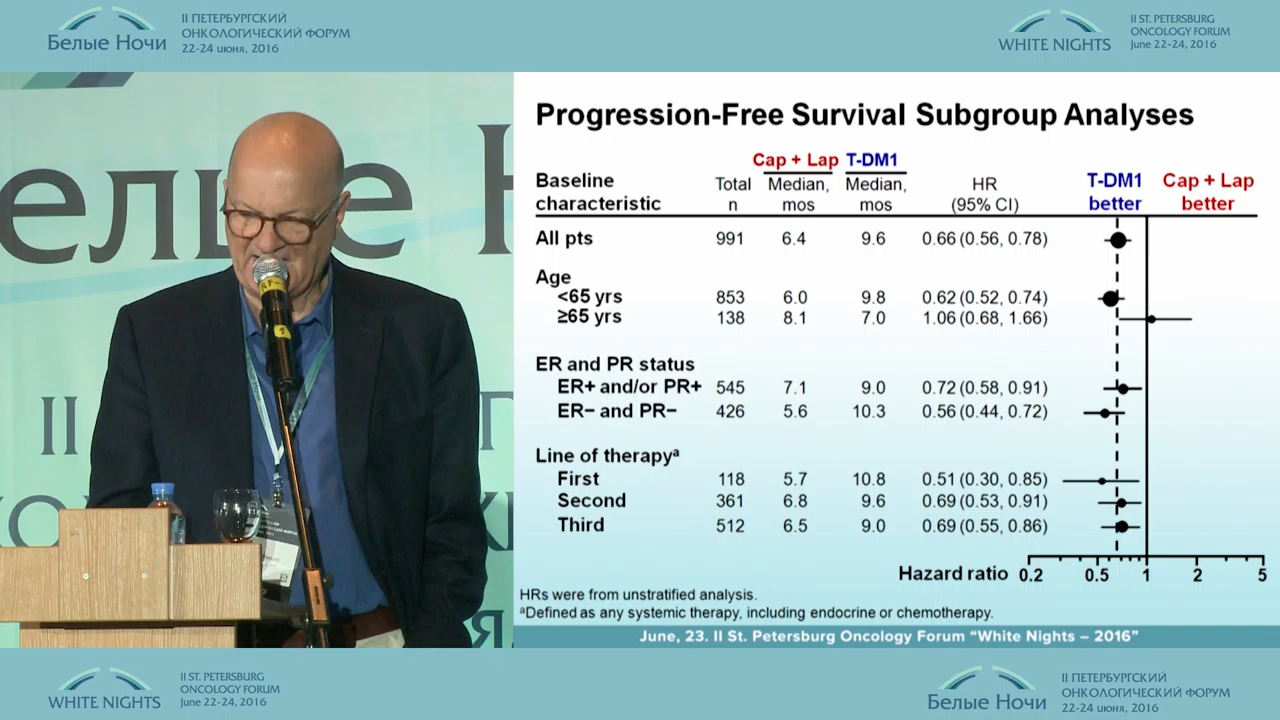 Белые Ночи
II ПЕТЕРБУРГСКИЙ
ОНКОЛОГИЧЕСКИЙ ФОРУМ
22-24 июня, 2016
WHITE NIGHTS
II ST. PETERSBURG
ONCOLOGY FORUM
June 22-24, 2016
елые Н
II
Progression-Free Survival Subgroup Analyses
Cap + Lap T-DM1
Baseline characteristic Total n Median, mos Median, mos HR (95% CI) T-DM1 better Cap + Lap better
All pts 991 6.4 9.6 0.66 (0.56, 0.78)
Age
<65 yrs 853 6.0 9.8 0.62 (0.52, 0.74)
≥65 yrs 138 8.1 7.0 1.06 (0.68, 1.66)
ER and PR status
ER+ and/or PR+ 545 7.1 9.0 0.72 (0.58, 0.91)
ER− and PR− 426 5.6 10.3 0.56 (0.44, 0.72)
Line of therapyᵃ
First 118 5.7 10.8 0.51 (0.30, 0.85)
Second 361 6.8 9.6 0.69 (0.53, 0.91)
Third 512 6.5 9.0 0.69 (0.55, 0.86)
Hazard ratio 0.2 0.5 1 2 5
HRs were from unstratified analysis.
ᵃDefined as any systemic therapy, including endocrine or chemotherapy.
June, 23. II St. Petersburg Oncology Forum “White Nights – 2016”
WHITE NIGHTS
II ST. PETERSBURG
ONCOLOGY FORUM
June 22-24, 2016
Белые Ночи
II ПЕТЕРБУРГСКИЙ
ОНКОЛОГИЧЕСКИЙ ФОРУМ
22-24 июня, 2016